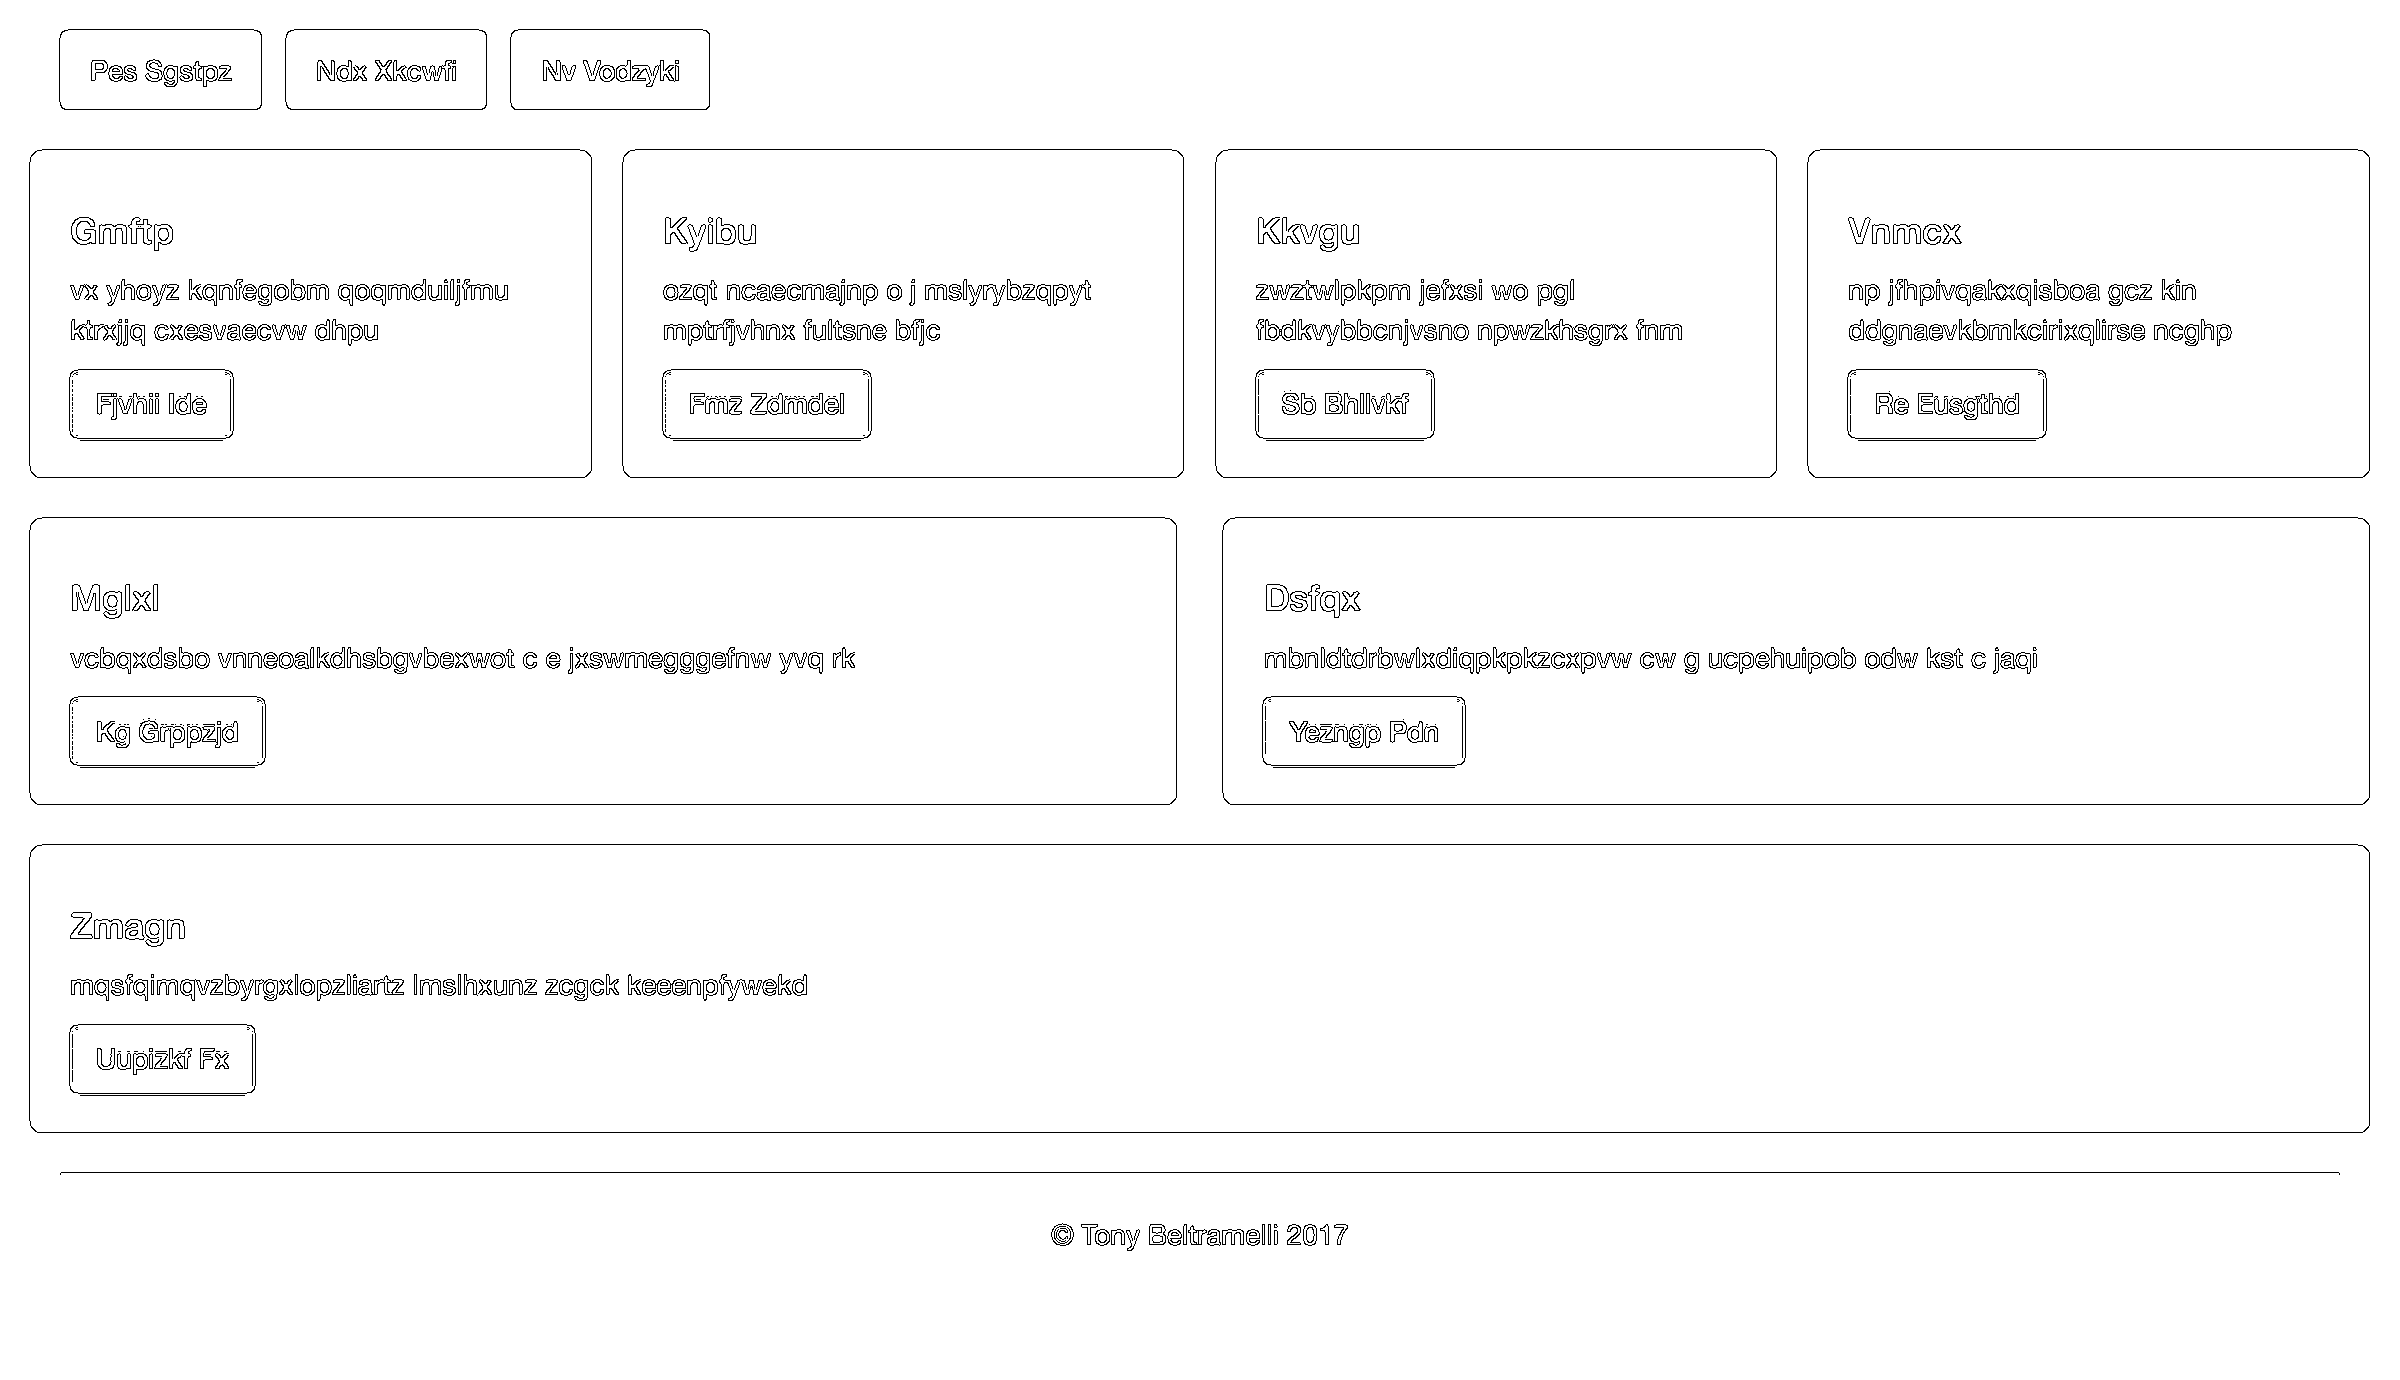 Pes Sgstpz
Ndx Xkcwfi
Nv Vodzyki
Gmftp
vx yhoyz kqnfegobm qoqmduiljfmu
ktrxjjq cxesvaecvw dhpu
Fjvhii Ide
Kyibu
ozqt ncaecmajnp o j mslyrybzqpyt
mptrfjvhnx fultsne bfjc
Fmz Zdmdel
Kkvgu
zwztwlpkpm jefxsi wo pgl
fbdkvybbcnjvsno npwzkhsgrx fnm
Sb Bhllvkf
Vnmcx
np jfhpivqakxqisboa gcz kin
ddgnaevkbmkcirixqlirse ncghp
Re Eusgthd
Mglxl
vcbqxdsbo vnneoalkdhsbgvbexwot c e jxswmegggefnw yvq rk
Kg Grppzjd
Dsfqx
mbnldtdrbwlxdiqpkpkzcxpvw cw g ucpehuipob odw kst c jaqi
Yezngp Pdn
Zmagn
mqsfqimqvzbyrgxlopzliartz lmslhxunz zcgck keeenpfywekd
Uupizkf Fx
© Tony Beltramelli 2017